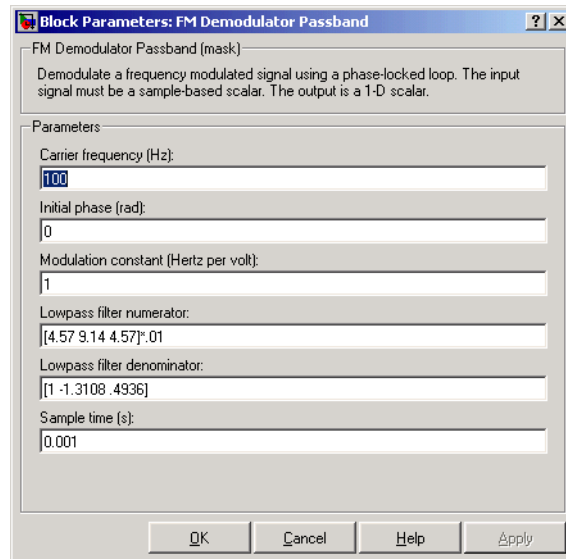 Block Parameters: FM Demodulator Passband
FM Demodulator Passband (mask)
Demodulate a frequency modulated signal using a phase-locked loop. The input
signal must be a sample-based scalar. The output is a 1-D scalar.
Parameters
Carrier frequency (Hz):
100
Initial phase (rad):
0
Modulation constant (Hertz per volt):
1
Lowpass filter numerator:
[4.57 9.14 4.57]*.01
Lowpass filter denominator:
[1 -1.3108 .4936]
Sample time (s):
0.001
OK Cancel Help Apply